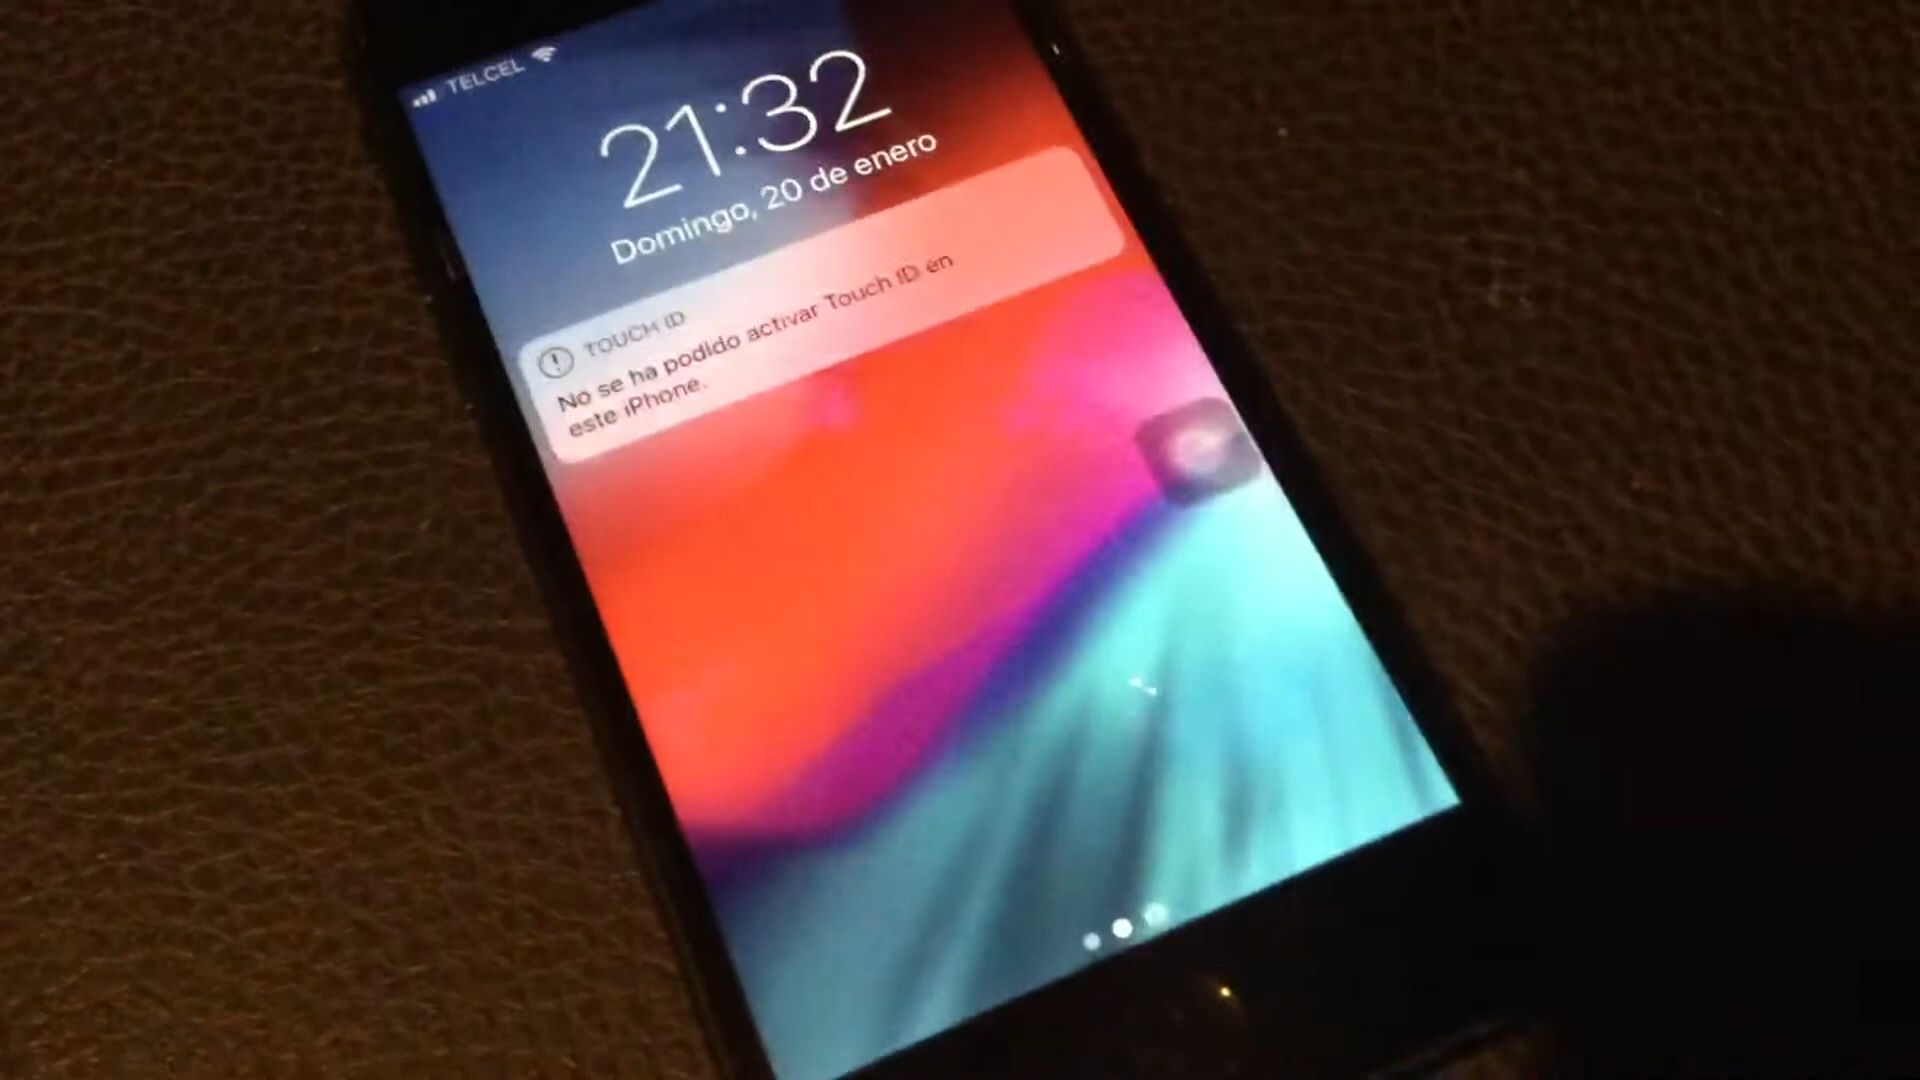 TELCEL
21:32
Domingo, 20 de enero
TOUCH ID
No se ha podido activar Touch ID en
este iPhone.